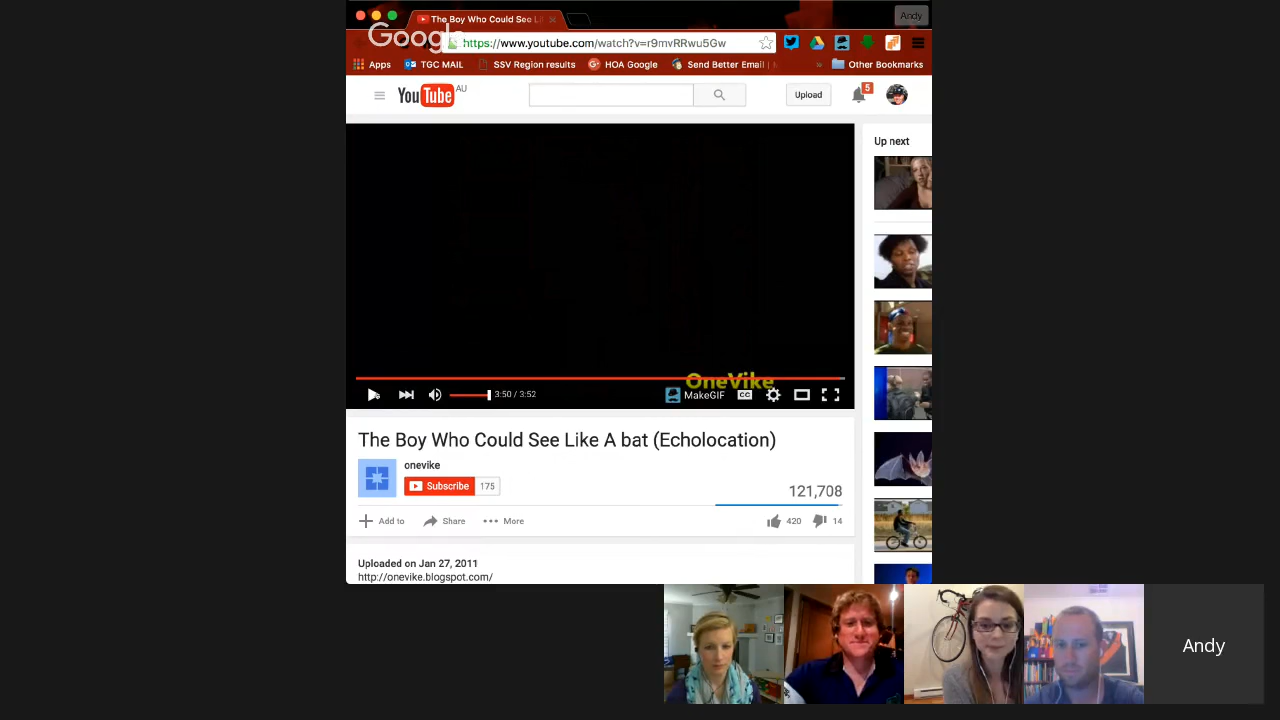 The Boy Who Could See Li
Andy
Google
https://www.youtube.com/watch?v=r9mvRRwu5Gw
Apps TGC MAIL SSV Region results HOA Google Send Better Email | » Other Bookmarks
YouTube AU
Upload
5
Up next
OneVike
3:50 / 3:52
MakeGIF
CC
The Boy Who Could See Like A bat (Echolocation)
onevike
Subscribe 175
121,708
Add to Share More
420 14
Uploaded on Jan 27, 2011
http://onevike.blogspot.com/
Andy